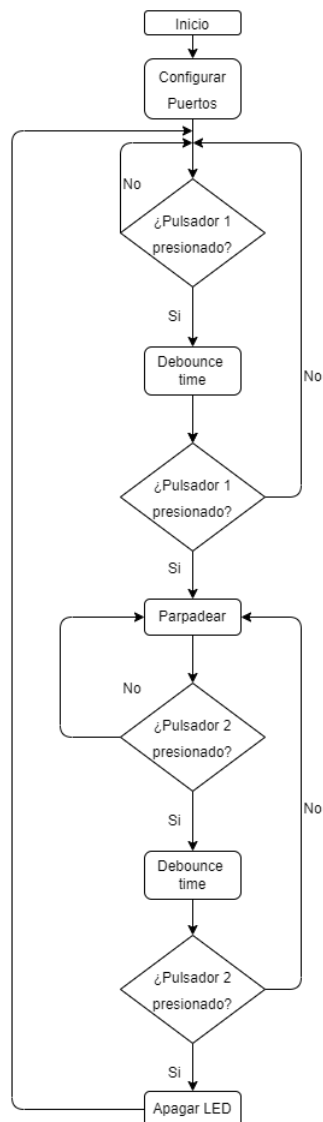 Inicio
Configurar
Puertos
No
¿Pulsador 1
presionado?
Si
Debounce
time
No
¿Pulsador 1
presionado?
Si
Parpadear
No
¿Pulsador 2
presionado?
No
Si
Debounce
time
¿Pulsador 2
presionado?
Si
Apagar LED